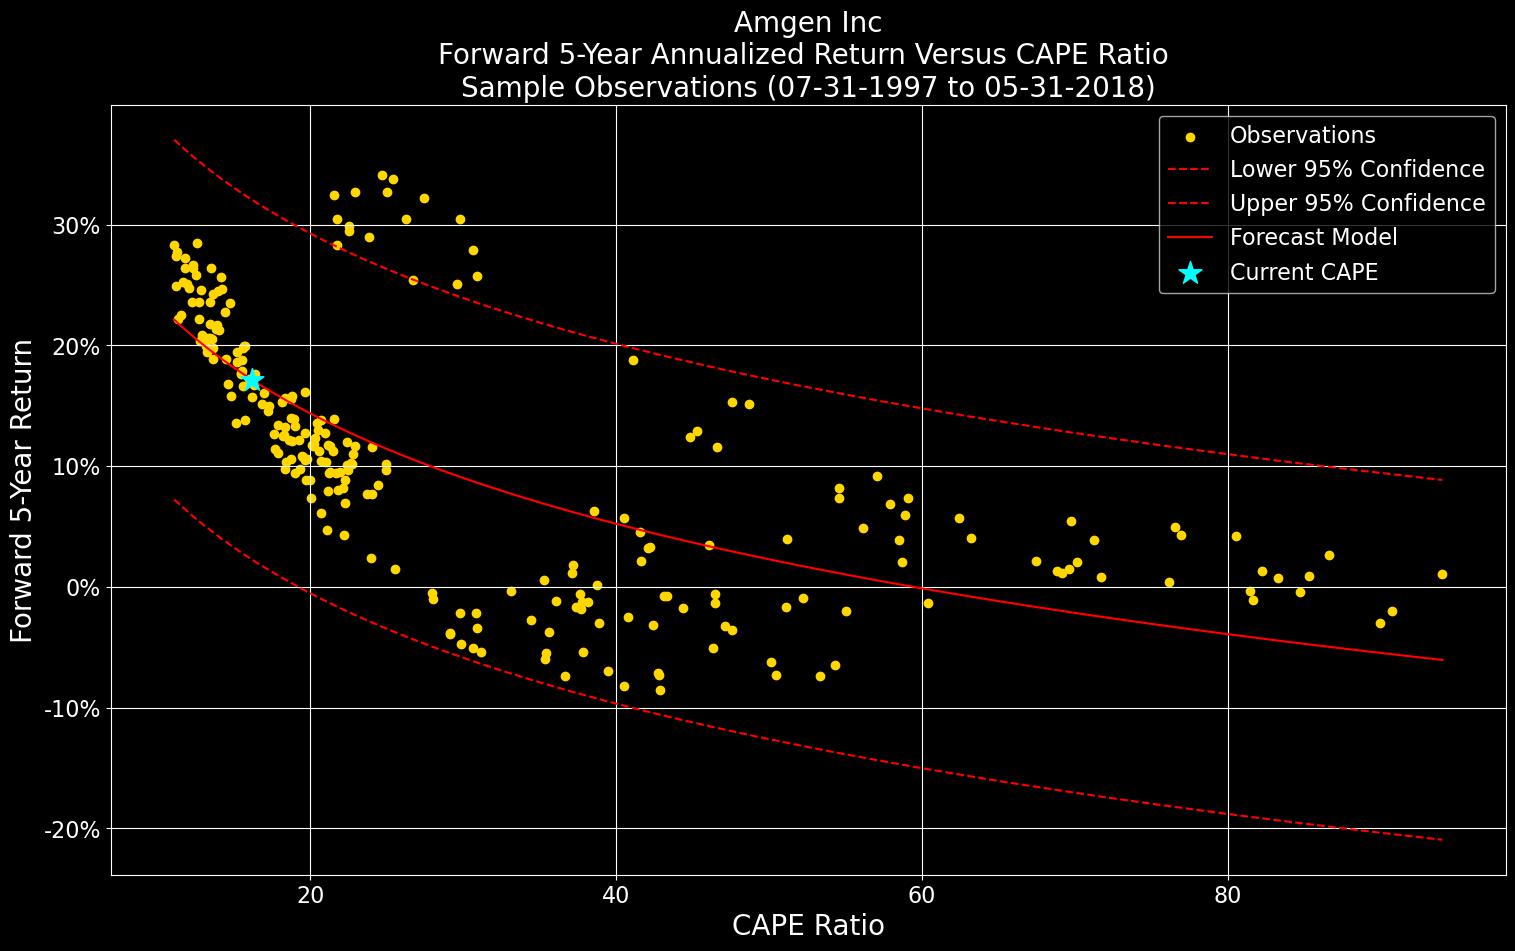 Amgen Inc
Forward 5-Year Annualized Return Versus CAPE Ratio
Sample Observations (07-31-1997 to 05-31-2018)
Observations
Lower 95% Confidence
Upper 95% Confidence
Forecast Model
Current CAPE
Forward 5-Year Return
30%
20%
10%
0%
-10%
-20%
20
40
60
80
CAPE Ratio